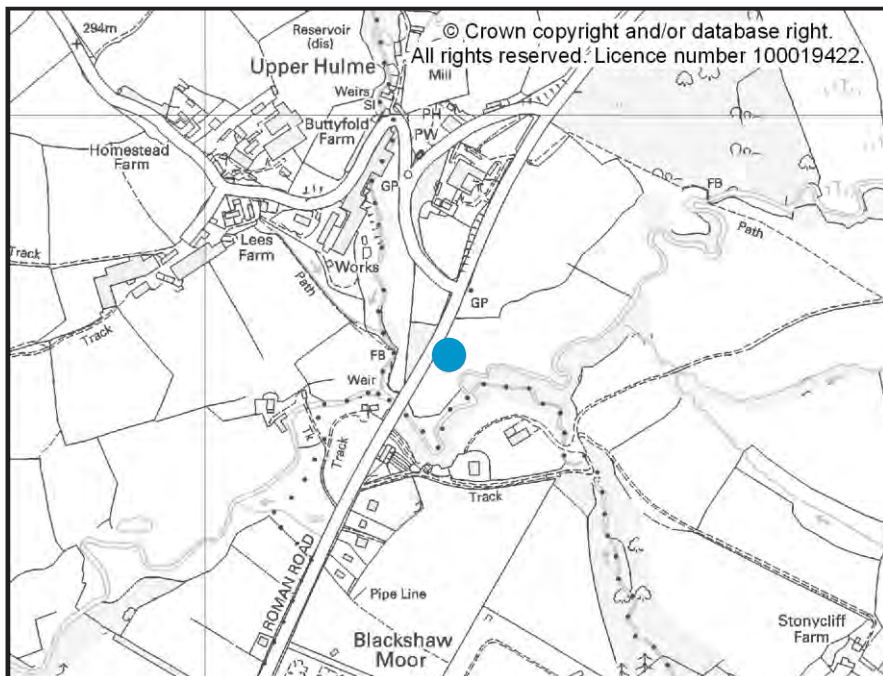 © Crown copyright and/or database right.
All rights reserved. Licence number 100019422.
294m
Reservoir
(dis)
Upper Hulme
Mill
Weirs
Sl
PH
Buttyfold
Farm
PW
Homestead
Farm
GP
FB
Path
Lees
Farm
Track
Works
Path
Track
GP
FB
Weir
Tk
Track
Track
ROMAN ROAD
Pipe Line
Blackshaw
Moor
Stonycliff
Farm